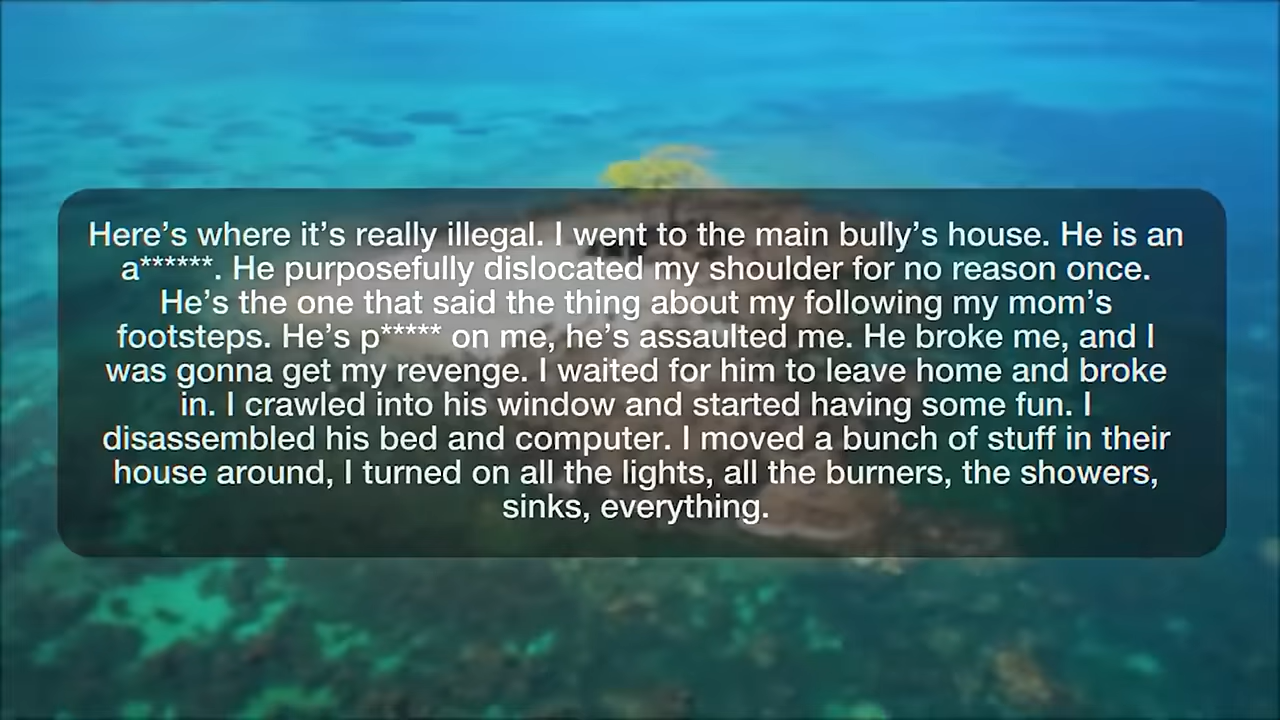 Here’s where it’s really illegal. I went to the main bully’s house. He is an
a******. He purposefully dislocated my shoulder for no reason once.
He’s the one that said the thing about my following my mom’s
footsteps. He’s p***** on me, he’s assaulted me. He broke me, and I
was gonna get my revenge. I waited for him to leave home and broke
in. I crawled into his window and started having some fun. I
disassembled his bed and computer. I moved a bunch of stuff in their
house around, I turned on all the lights, all the burners, the showers,
sinks, everything.